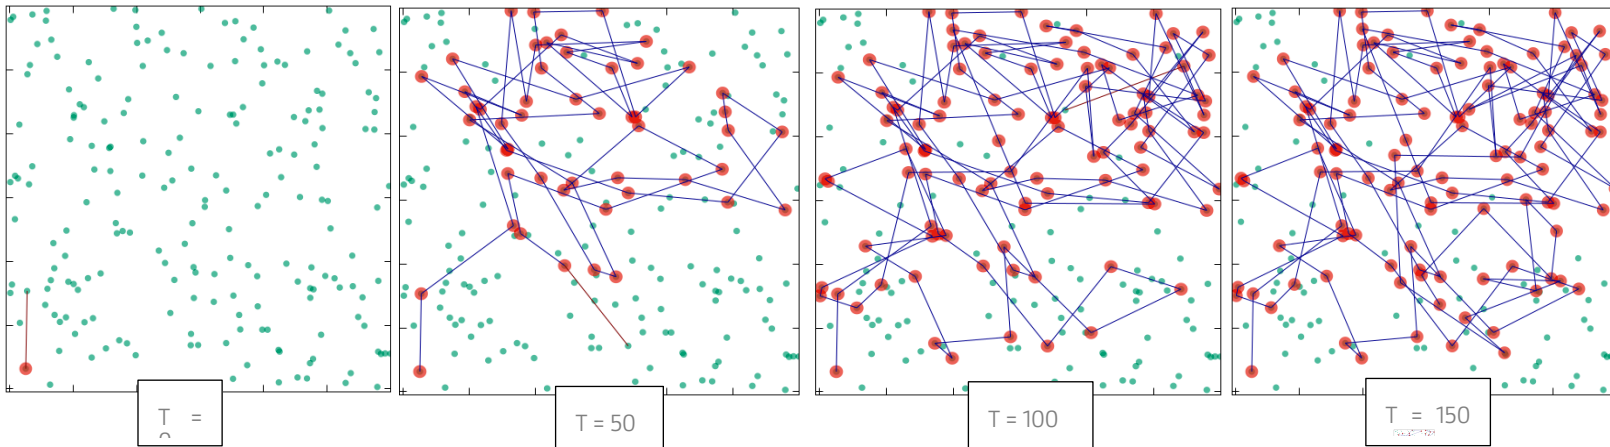 T =
T = 50
T = 100
T = 150